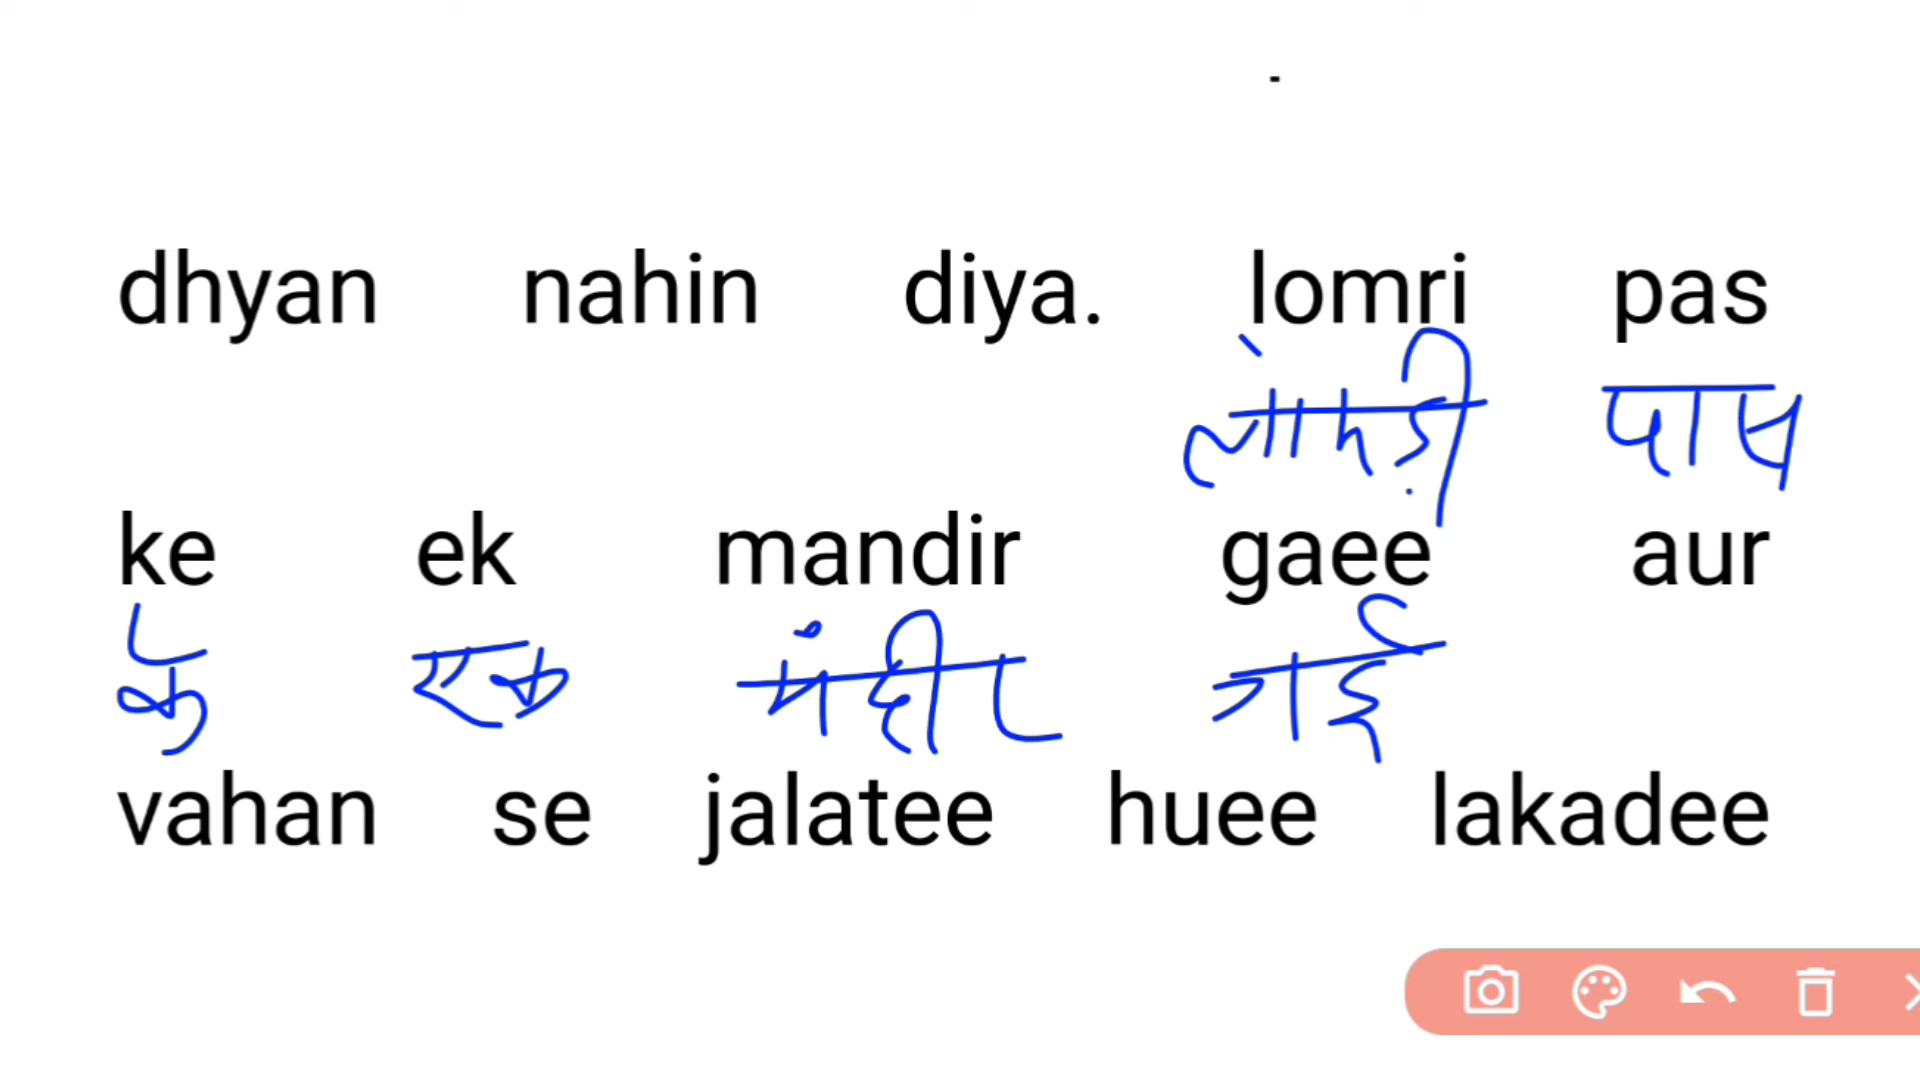 dhyan nahin diya. lomri pas
लोमड़ी पास
ke ek mandir gaee aur
के एक मंदीर गई
vahan se jalatee huee lakadee